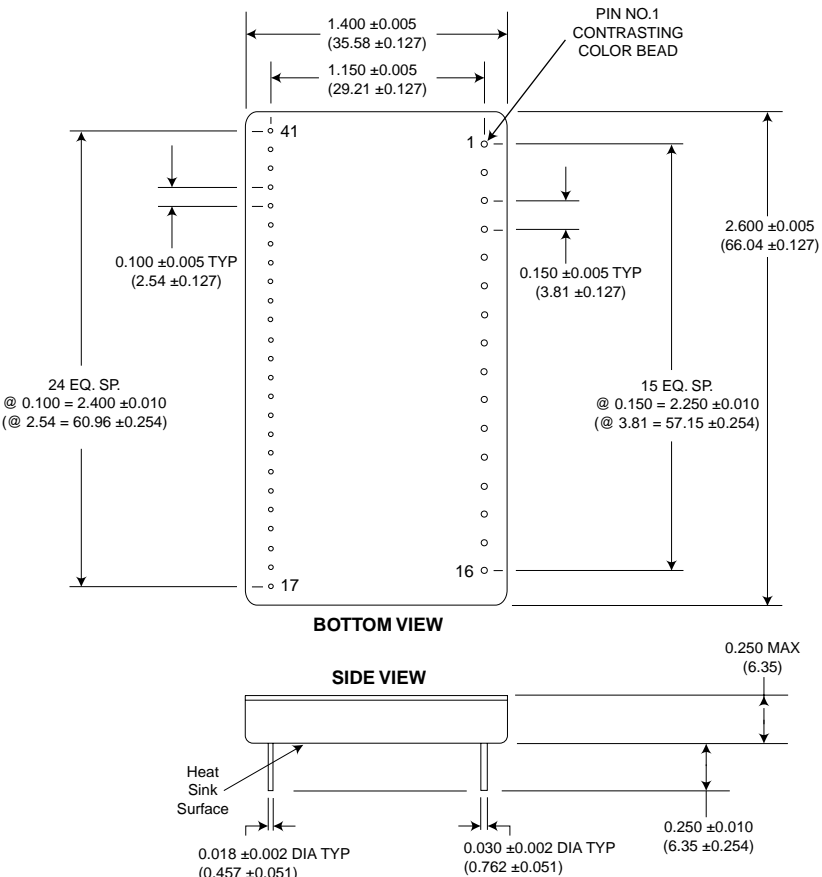 1.400 ±0.005
(35.58 ±0.127)
PIN NO.1
CONTRASTING
COLOR BEAD
1.150 ±0.005
(29.21 ±0.127)
41
1
0.100 ±0.005 TYP
(2.54 ±0.127)
0.150 ±0.005 TYP
(3.81 ±0.127)
2.600 ±0.005
(66.04 ±0.127)
24 EQ. SP.
@ 0.100 = 2.400 ±0.010
(@ 2.54 = 60.96 ±0.254)
15 EQ. SP.
@ 0.150 = 2.250 ±0.010
(@ 3.81 = 57.15 ±0.254)
17
16
BOTTOM VIEW
SIDE VIEW
0.250 MAX
(6.35)
Heat
Sink
Surface
0.018 ±0.002 DIA TYP
(0.457 ±0.051)
0.030 ±0.002 DIA TYP
(0.762 ±0.051)
0.250 ±0.010
(6.35 ±0.254)